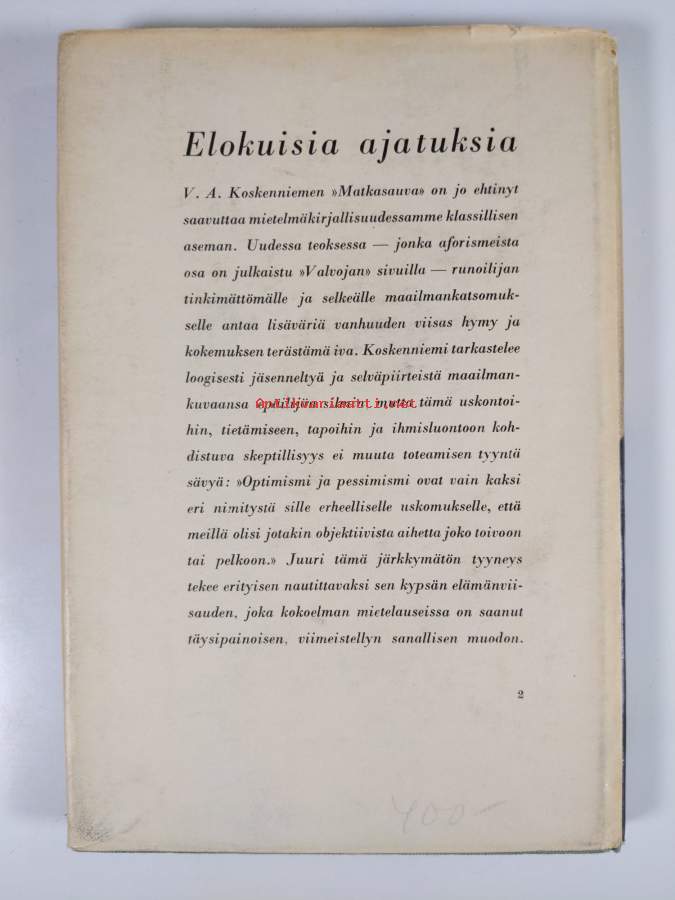 Elokuisia ajatuksia
V. A. Koskenniemen »Matkasauva» on jo ehtinyt
saavuttaa mietelmäkirjallisuudessamme klassillisen
aseman. Uudessa teoksessa — jonka aforismeista
osa on julkaistu »Valvojan» sivuilla — runoilijan
tinkimättömälle ja selkeälle maailmankatsomuk-
selle antaa lisäväriä vanhuuden viisas hymy ja
kokemuksen terästämä iva. Koskenniemi tarkastelee
loogisesti jäsenneltyä ja selväpiirteistä maailman-
kuvaansa epäilijän silmin, mutta tämä uskontoi-
Antikvariaatti.net
hin, tietämiseen, tapoihin ja ihmisluontoon koh-
distuva skeptillisyys ei muuta toteamisen tyyntä
sävyä: »Optimismi ja pessimismi ovat vain kaksi
eri nimitystä sille erheelliselle uskomukselle, että
meillä olisi jotakin objektiivista aihetta joko toivoon
tai pelkoon.» Juuri tämä järkkymätön tyyneys
tekee erityisen nautittavaksi sen kypsän elämänvii-
sauden, joka kokoelman mietelauseissa on saanut
täysipainoisen, viimeistellyn sanallisen muodon.
2
400-